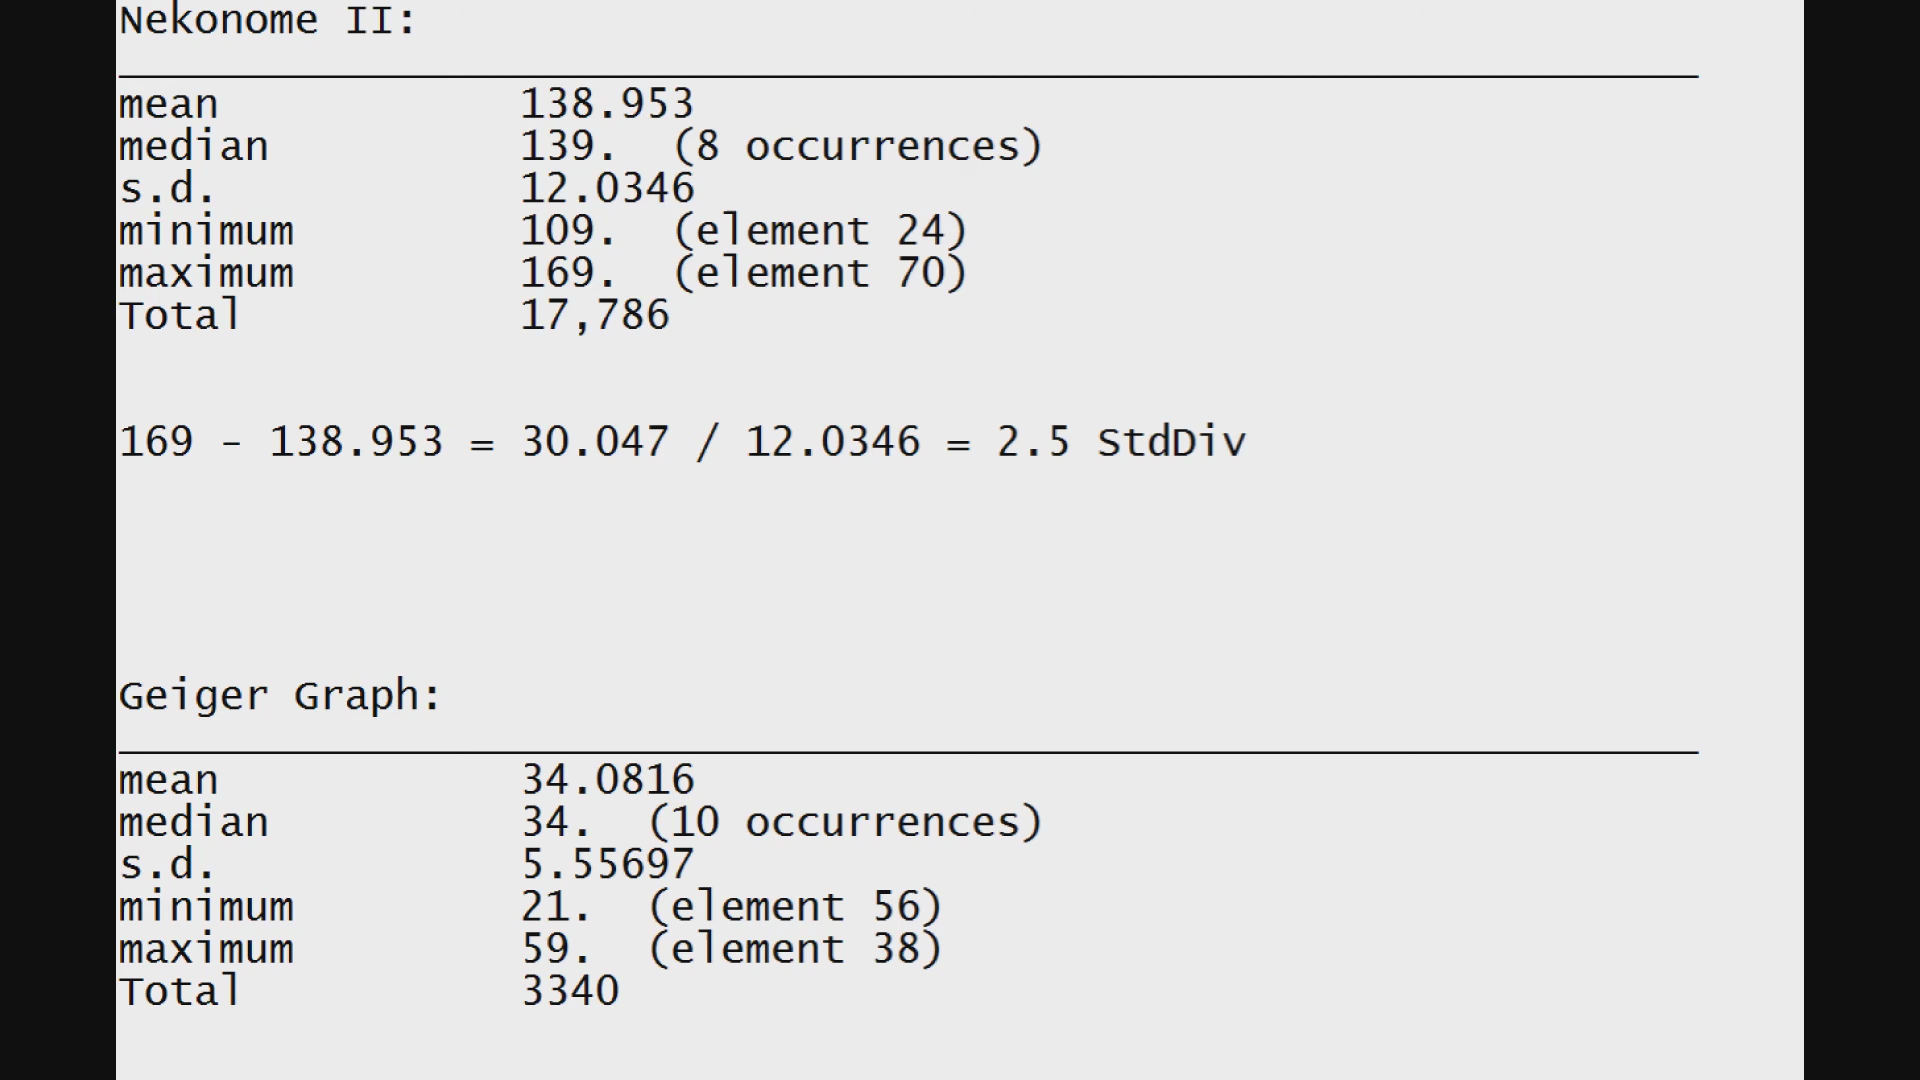 Nekonome II:
mean 138.953
median 139. (8 occurrences)
s.d. 12.0346
minimum 109. (element 24)
maximum 169. (element 70)
Total 17,786
169 - 138.953 = 30.047 / 12.0346 = 2.5 StdDiv
Geiger Graph:
mean 34.0816
median 34. (10 occurrences)
s.d. 5.55697
minimum 21. (element 56)
maximum 59. (element 38)
Total 3340